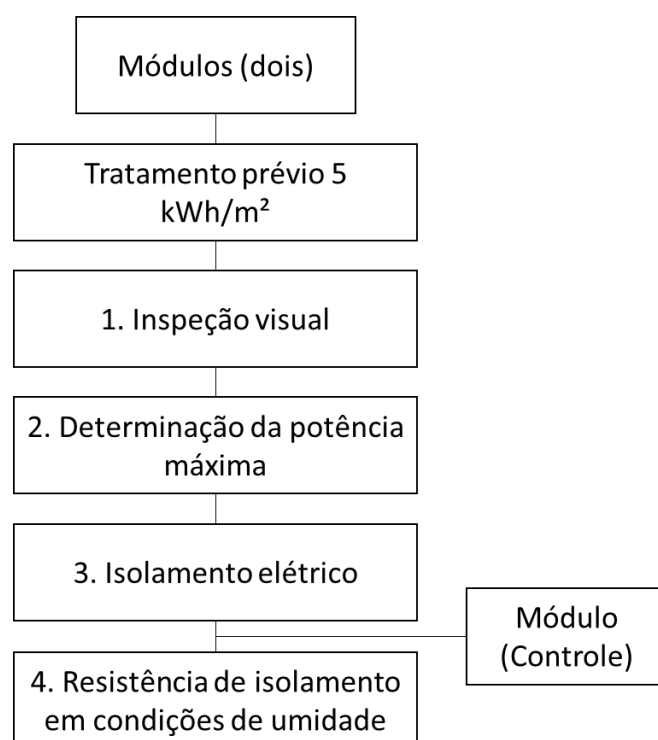 Módulos (dois)
Tratamento prévio 5
kWh/m²
1. Inspeção visual
2. Determinação da potência
máxima
3. Isolamento elétrico
Módulo
(Controle)
4. Resistência de isolamento
em condições de umidade